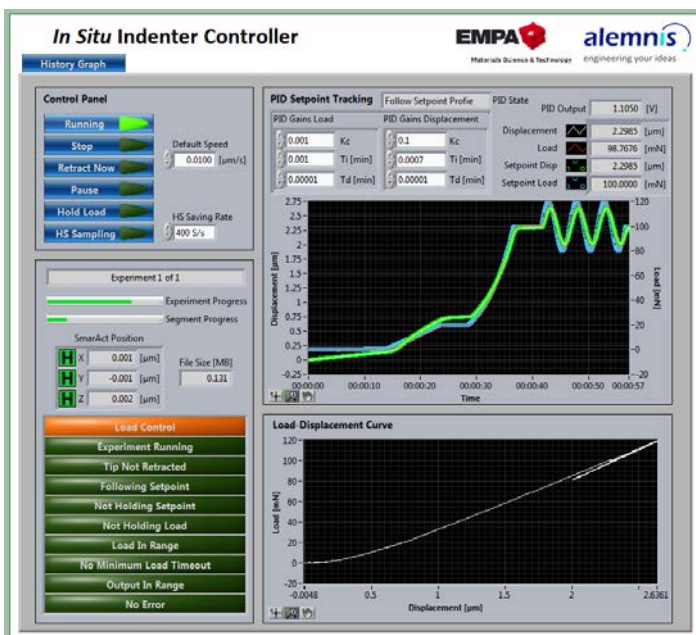 In Situ Indenter Controller
EMPA
Materials Science & Technology
alemnis
engineering your ideas
History Graph
Control Panel
Running
Stop
Retract Now
Pause
Hold Load
HS Sampling
Default Speed
0.0100 [μm/s]
HS Saving Rate
400 S/s
Experiment 1 of 1
Experiment Progress
Segment Progress
SmarAct Position
H X 0.001 [μm]
H Y -0.001 [μm]
H Z 0.002 [μm]
File Size [MB]
0.131
Load Control
Experiment Running
Tip Not Retracted
Following Setpoint
Not Holding Setpoint
Not Holding Load
Load In Range
No Minimum Load Timeout
Output In Range
No Error
PID Setpoint Tracking
Follow Setpoint Profie
PID State
PID Output 1.1050 [V]
PID Gains Load
0.001 Kc
0.001 Ti [min]
0.00001 Td [min]
PID Gains Displacement
0.1 Kc
0.0007 Ti [min]
0.00001 Td [min]
Displacement 2.2985 [μm]
Load 98.7676 [mN]
Setpoint Disp 2.2985 [μm]
Setpoint Load 100.0000 [mN]
Displacement [μm]
2.75
2.5
2.25
2
1.75
1.5
1.25
1
0.75
0.5
0.25
0
-0.25
120
100
80
60
40
20
0
-20
Load [mN]
00:00:00 00:00:10 00:00:20 00:00:30 00:00:40 00:00:50 00:00:57
Time
Load-Displacement Curve
Load [mN]
120
100
80
60
40
20
0
-20
-0.0048 0.5 1 1.5 2 2.6361
Displacement [μm]